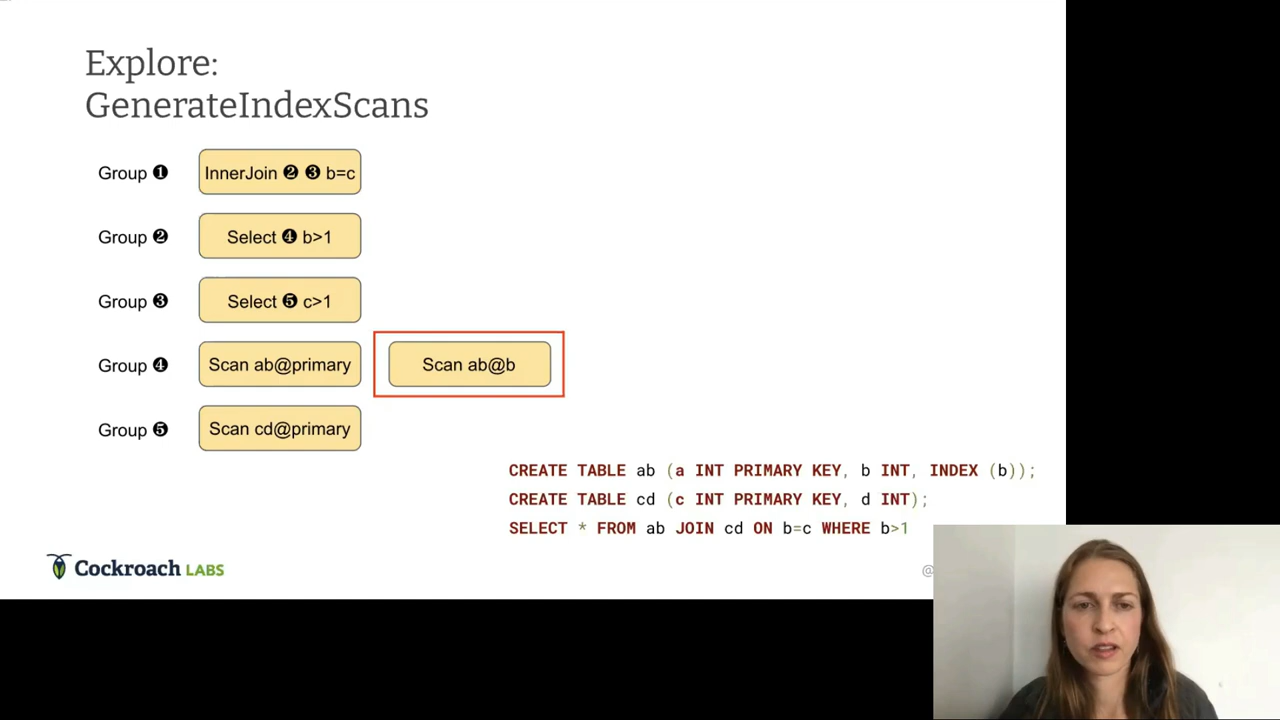 Explore:
GenerateIndexScans
Group ❶ InnerJoin ❷ ❸ b=c
Group ❷ Select ❹ b>1
Group ❸ Select ❺ c>1
Group ❹ Scan ab@primary Scan ab@b
Group ❺ Scan cd@primary
CREATE TABLE ab (a INT PRIMARY KEY, b INT, INDEX (b));
CREATE TABLE cd (c INT PRIMARY KEY, d INT);
SELECT * FROM ab JOIN cd ON b=c WHERE b>1
Cockroach LABS
@